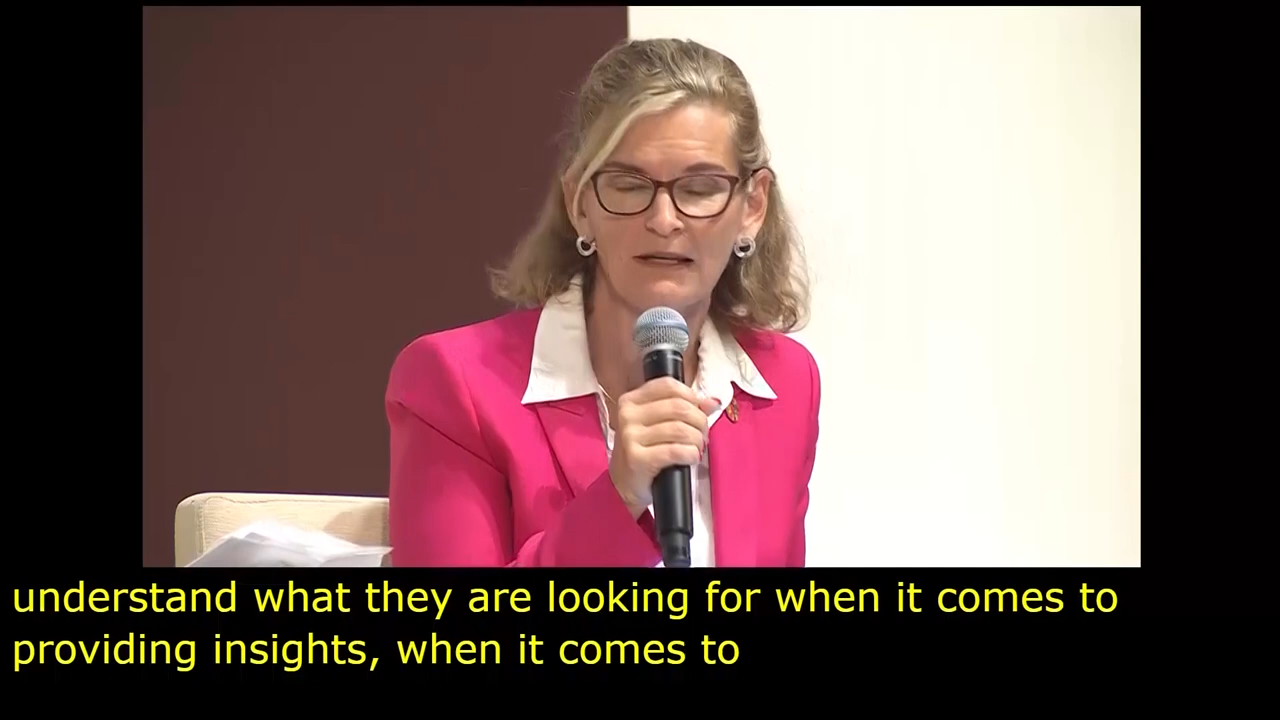 understand what they are looking for when it comes to
providing insights, when it comes to